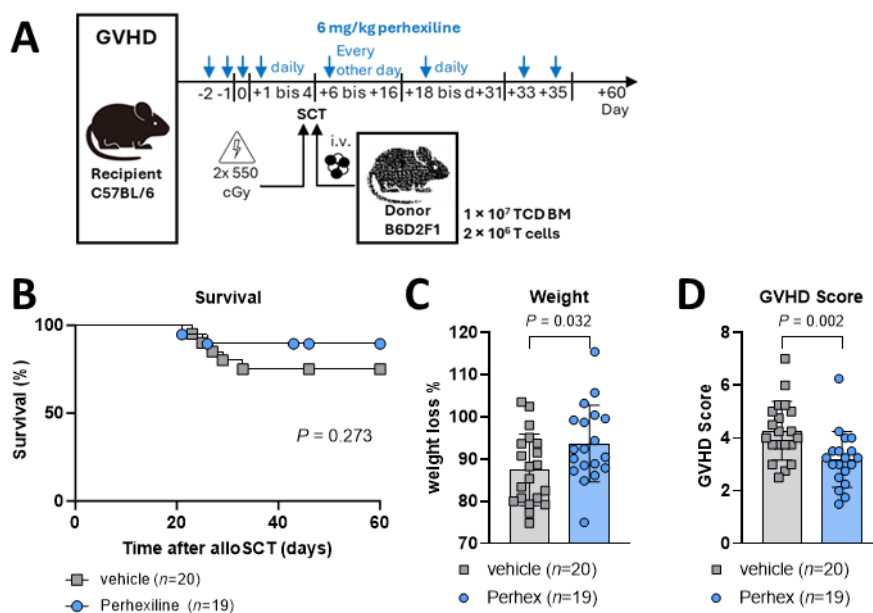 A
GVHD
Recipient
C57BL/6
6 mg/kg perhexiline
daily
Every
other day
daily
-2 -1 0 +1 bis 4 +6 bis +16 +18 bis d+31 +33 +35 +60
Day
SCT
2x 550
cGy
i.v.
Donor
B6D2F1
1 × 10⁷ TCD BM
2 × 10⁶ T cells
B
Survival
Survival (%)
100
50
0
P = 0.273
0 20 40 60
Time after alloSCT (days)
vehicle (n=20)
Perhexiline (n=19)
C
Weight
P = 0.032
weight loss %
120
110
100
90
80
70
vehicle (n=20)
Perhex (n=19)
D
GVHD Score
P = 0.002
GVHD Score
8
6
4
2
0
vehicle (n=20)
Perhex (n=19)